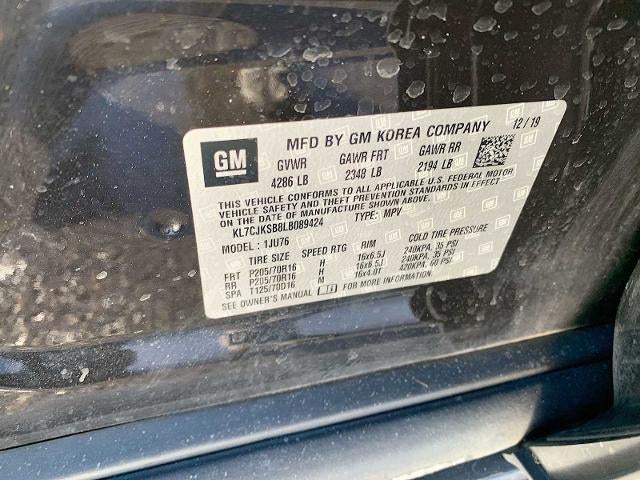 GM
MFD BY GM KOREA COMPANY 12/19
GVWR GAWR FRT GAWR RR
4286 LB 2348 LB 2194 LB
THIS VEHICLE CONFORMS TO ALL APPLICABLE U.S. FEDERAL MOTOR
VEHICLE SAFETY AND THEFT PREVENTION STANDARDS IN EFFECT
ON THE DATE OF MANUFACTURE SHOWN ABOVE.
KL7CJKSB8LB089424 TYPE: MPV
MODEL: 1JU76
TIRE SIZE SPEED RTG RIM COLD TIRE PRESSURE
FRT P205/70R16 H 16x6.5J 240KPA, 35 PSI
RR P205/70R16 H 16x6.5J 240KPA, 35 PSI
SPA T125/70D16 M 16x4.0T 420KPA, 60 PSI
SEE OWNER'S MANUAL FOR MORE INFORMATION.